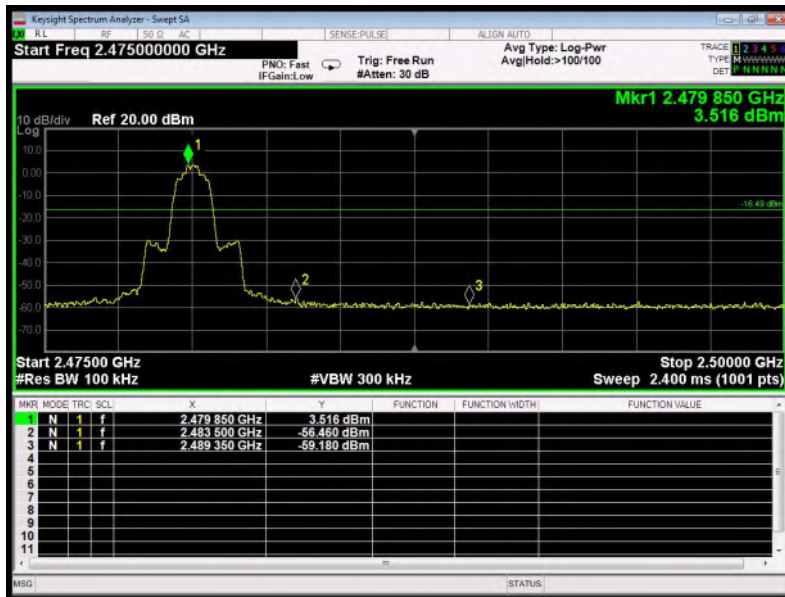 Keysight Spectrum Analyzer - Swept SA
RL RF 50 Ω AC SENSE:PULSE ALIGN AUTO
Start Freq 2.475000000 GHz
PNO: Fast
IFGain:Low
Trig: Free Run
#Atten: 30 dB
Avg Type: Log-Pwr
Avg|Hold:>100/100
TRACE 1 2 3 4 5 6
TYPE M WWWWW
DET P N N N N N
Mkr1 2.479 850 GHz
3.516 dBm
10 dB/div Ref 20.00 dBm
Log
10.0
0.00
-10.0
-20.0
-30.0
-40.0
-50.0
-60.0
-70.0
1
2
3
-16.49 dBm
Start 2.47500 GHz Stop 2.50000 GHz
#Res BW 100 kHz #VBW 300 kHz Sweep 2.400 ms (1001 pts)
MKR MODE TRC SCL X Y FUNCTION FUNCTION WIDTH FUNCTION VALUE
1 N 1 f 2.479 850 GHz 3.516 dBm
2 N 1 f 2.483 500 GHz -56.460 dBm
3 N 1 f 2.489 350 GHz -59.180 dBm
4
5
6
7
8
9
10
11
MSG STATUS